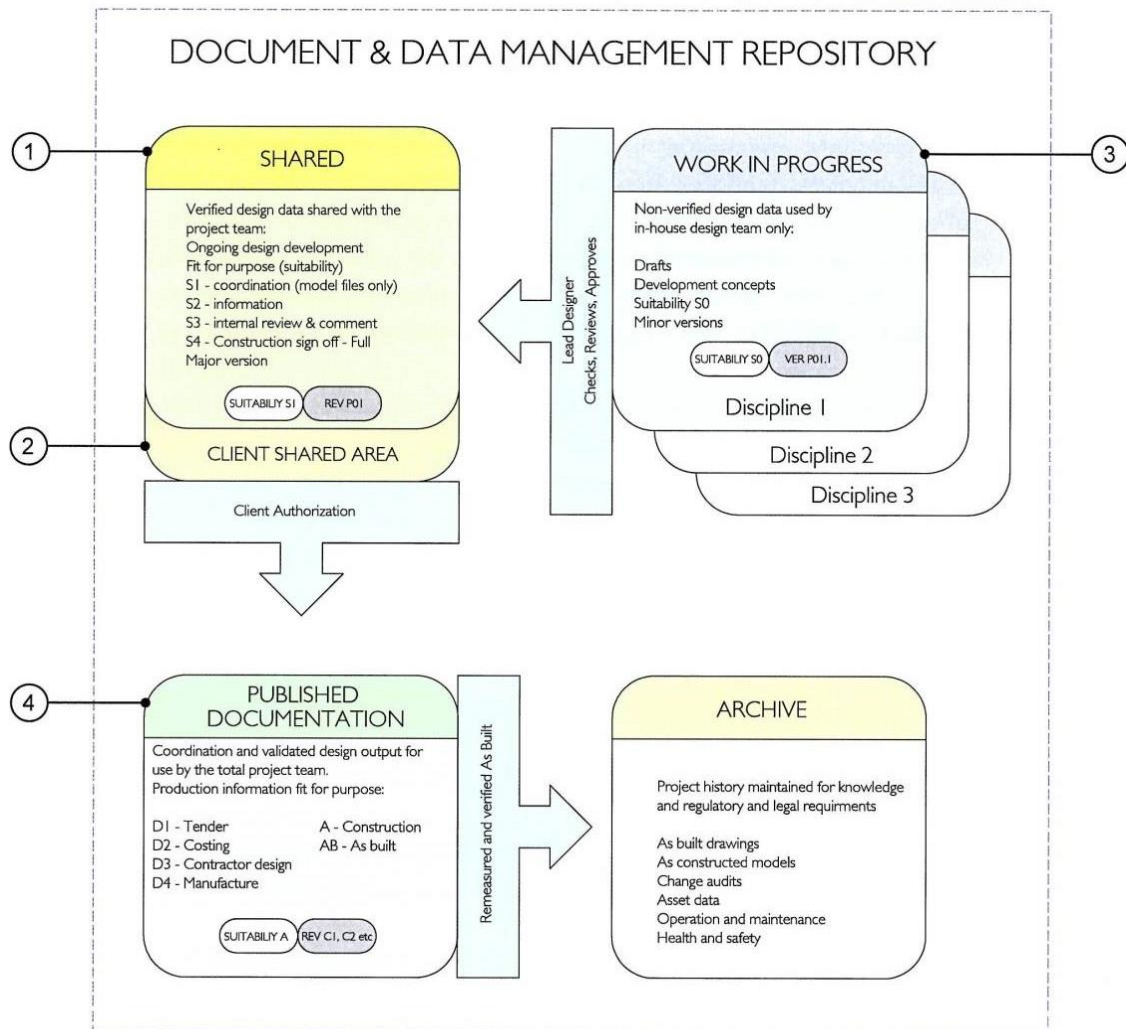 DOCUMENT & DATA MANAGEMENT REPOSITORY
1
SHARED
Verified design data shared with the
project team:
Ongoing design development
Fit for purpose (suitability)
S1 - coordination (model files only)
S2 - information
S3 - internal review & comment
S4 - Construction sign off - Full
Major version
SUITABILIY S1
REV P01
2
CLIENT SHARED AREA
Client Authorization
Lead Designer
Checks, Reviews, Approves
3
WORK IN PROGRESS
Non-verified design data used by
in-house design team only:
Drafts
Development concepts
Suitability S0
Minor versions
SUITABILIY S0
VER P01.1
Discipline 1
Discipline 2
Discipline 3
4
PUBLISHED
DOCUMENTATION
Coordination and validated design output for
use by the total project team.
Production information fit for purpose:
D1 - Tender
D2 - Costing
D3 - Contractor design
D4 - Manufacture
A - Construction
AB - As built
SUITABILIY A
REV C1, C2 etc
Remeasured and verified As Built
ARCHIVE
Project history maintained for knowledge
and regulatory and legal requirments
As built drawings
As constructed models
Change audits
Asset data
Operation and maintenance
Health and safety